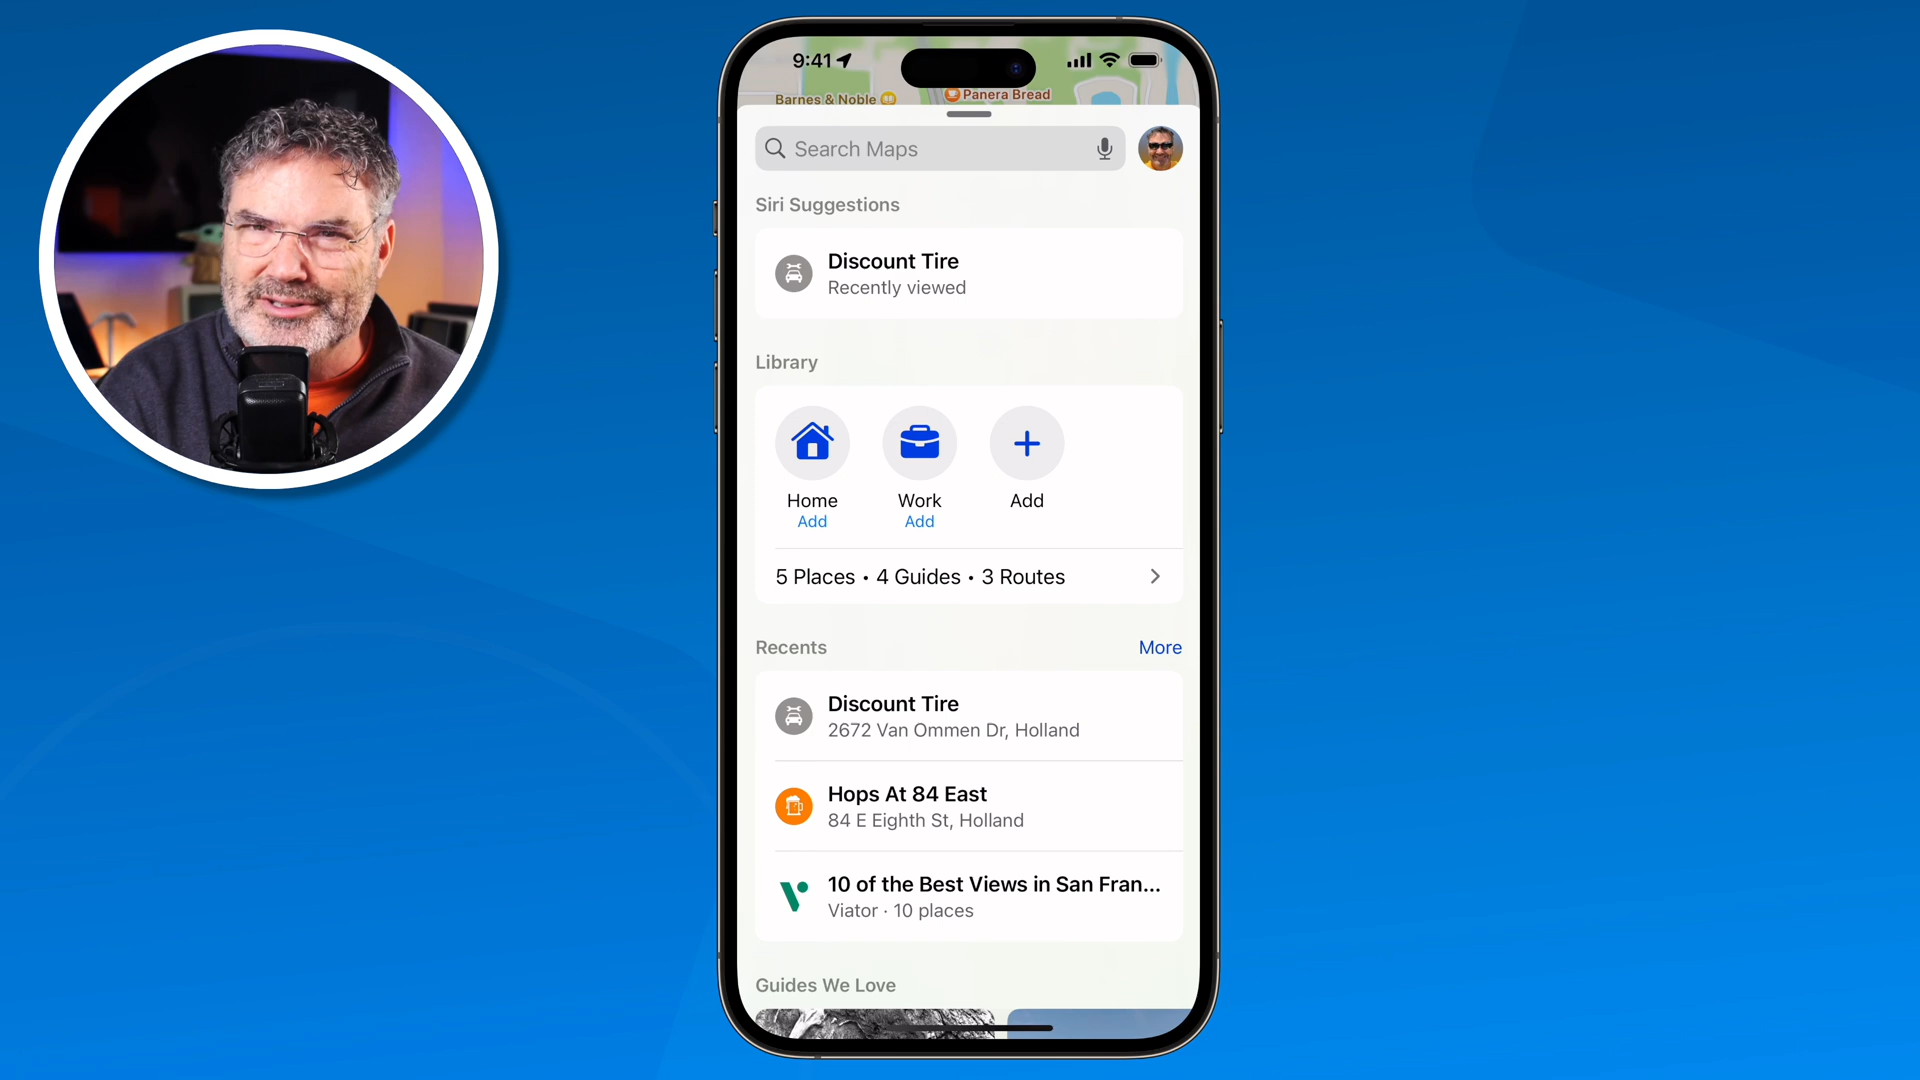 9:41
Barnes & Noble
Panera Bread
Search Maps
Siri Suggestions
Discount Tire
Recently viewed
Library
Home
Add
Work
Add
Add
5 Places • 4 Guides • 3 Routes
Recents
More
Discount Tire
2672 Van Ommen Dr, Holland
Hops At 84 East
84 E Eighth St, Holland
10 of the Best Views in San Fran...
Viator · 10 places
Guides We Love